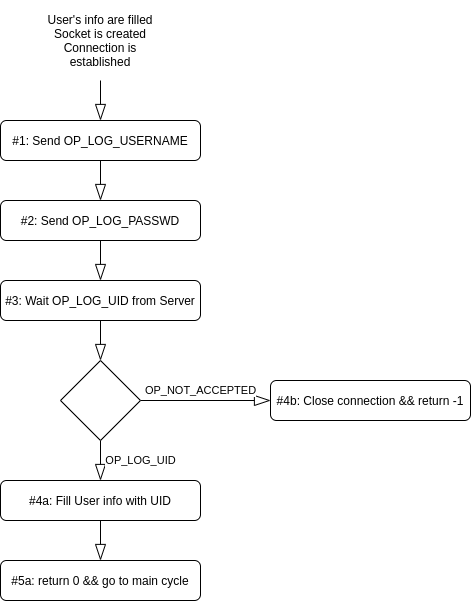 User's info are filled
Socket is created
Connection is
established
#1: Send OP_LOG_USERNAME
#2: Send OP_LOG_PASSWD
#3: Wait OP_LOG_UID from Server
OP_NOT_ACCEPTED
#4b: Close connection && return -1
OP_LOG_UID
#4a: Fill User info with UID
#5a: return 0 && go to main cycle